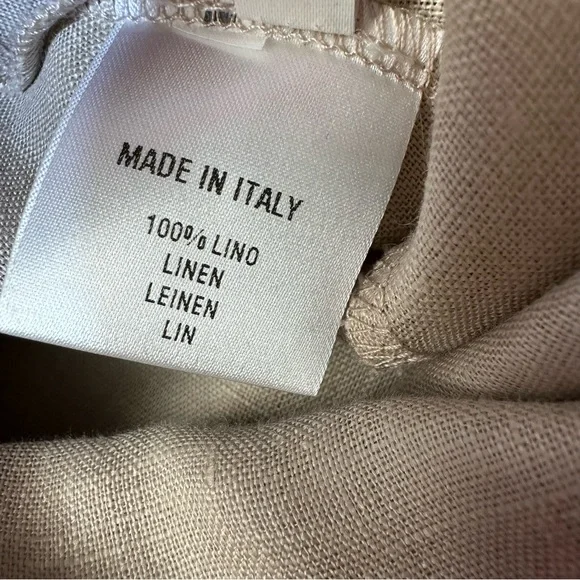 MADE IN ITALY
100% LINO
LINEN
LEINEN
LIN